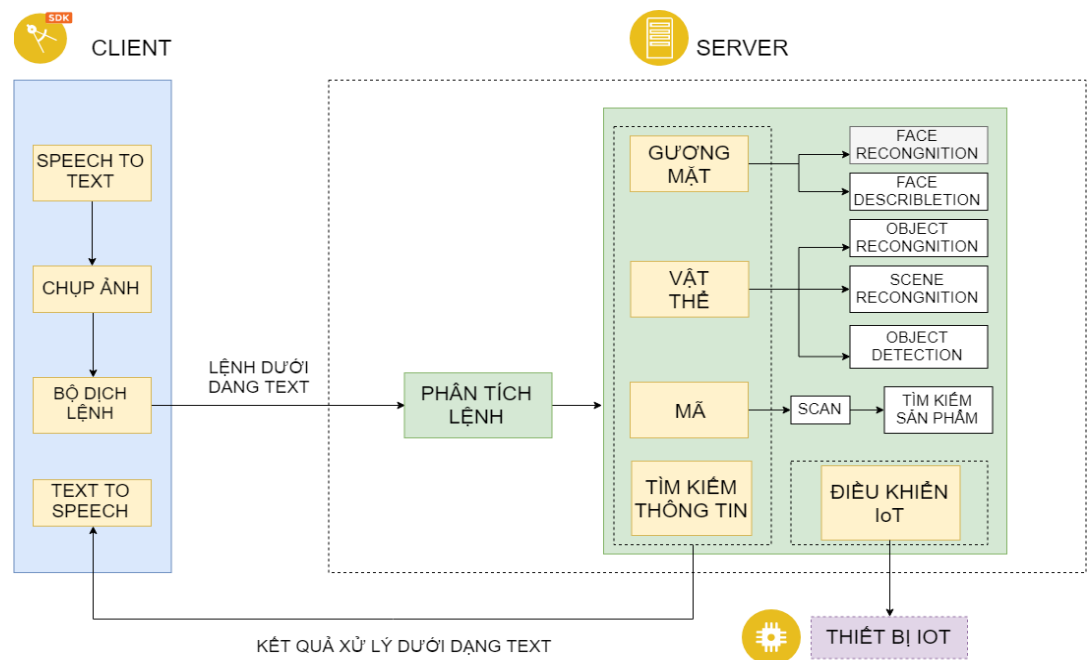 SDK
CLIENT
SERVER
SPEECH TO
TEXT
CHỤP ẢNH
BỘ DỊCH
LỆNH
TEXT TO
SPEECH
LỆNH DƯỚI
DANG TEXT
PHÂN TÍCH
LỆNH
GƯƠNG
MẶT
FACE
RECONGNITION
FACE
DESCRIBLETION
VẬT
THỂ
OBJECT
RECONGNITION
SCENE
RECONGNITION
OBJECT
DETECTION
MÃ
SCAN
TÌM KIẾM
SẢN PHẨM
TÌM KIẾM
THÔNG TIN
ĐIỀU KHIỂN
IoT
KẾT QUẢ XỬ LÝ DƯỚI DẠNG TEXT
THIẾT BỊ IOT